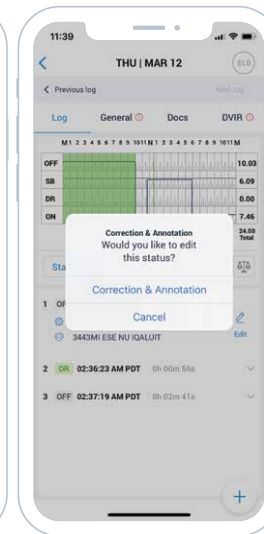 11:39
THU | MAR 12
ELD
Previous log
Next log
Log General Docs DVIR
M 1 2 3 4 5 6 7 8 9 10 11 N 1 2 3 4 5 6 7 8 9 10 11 M
OFF 10.03
SB 6.09
DR 0.00
ON 7.46
24.00
Total
Correction & Annotation
Would you like to edit
this status?
Correction & Annotation
Cancel
Sta
1 OF
Edit
3443MI ESE NU IQALUIT
2 DR 02:36:23 AM PDT 0h 00m 56s
3 OFF 02:37:19 AM PDT 0h 02m 41s